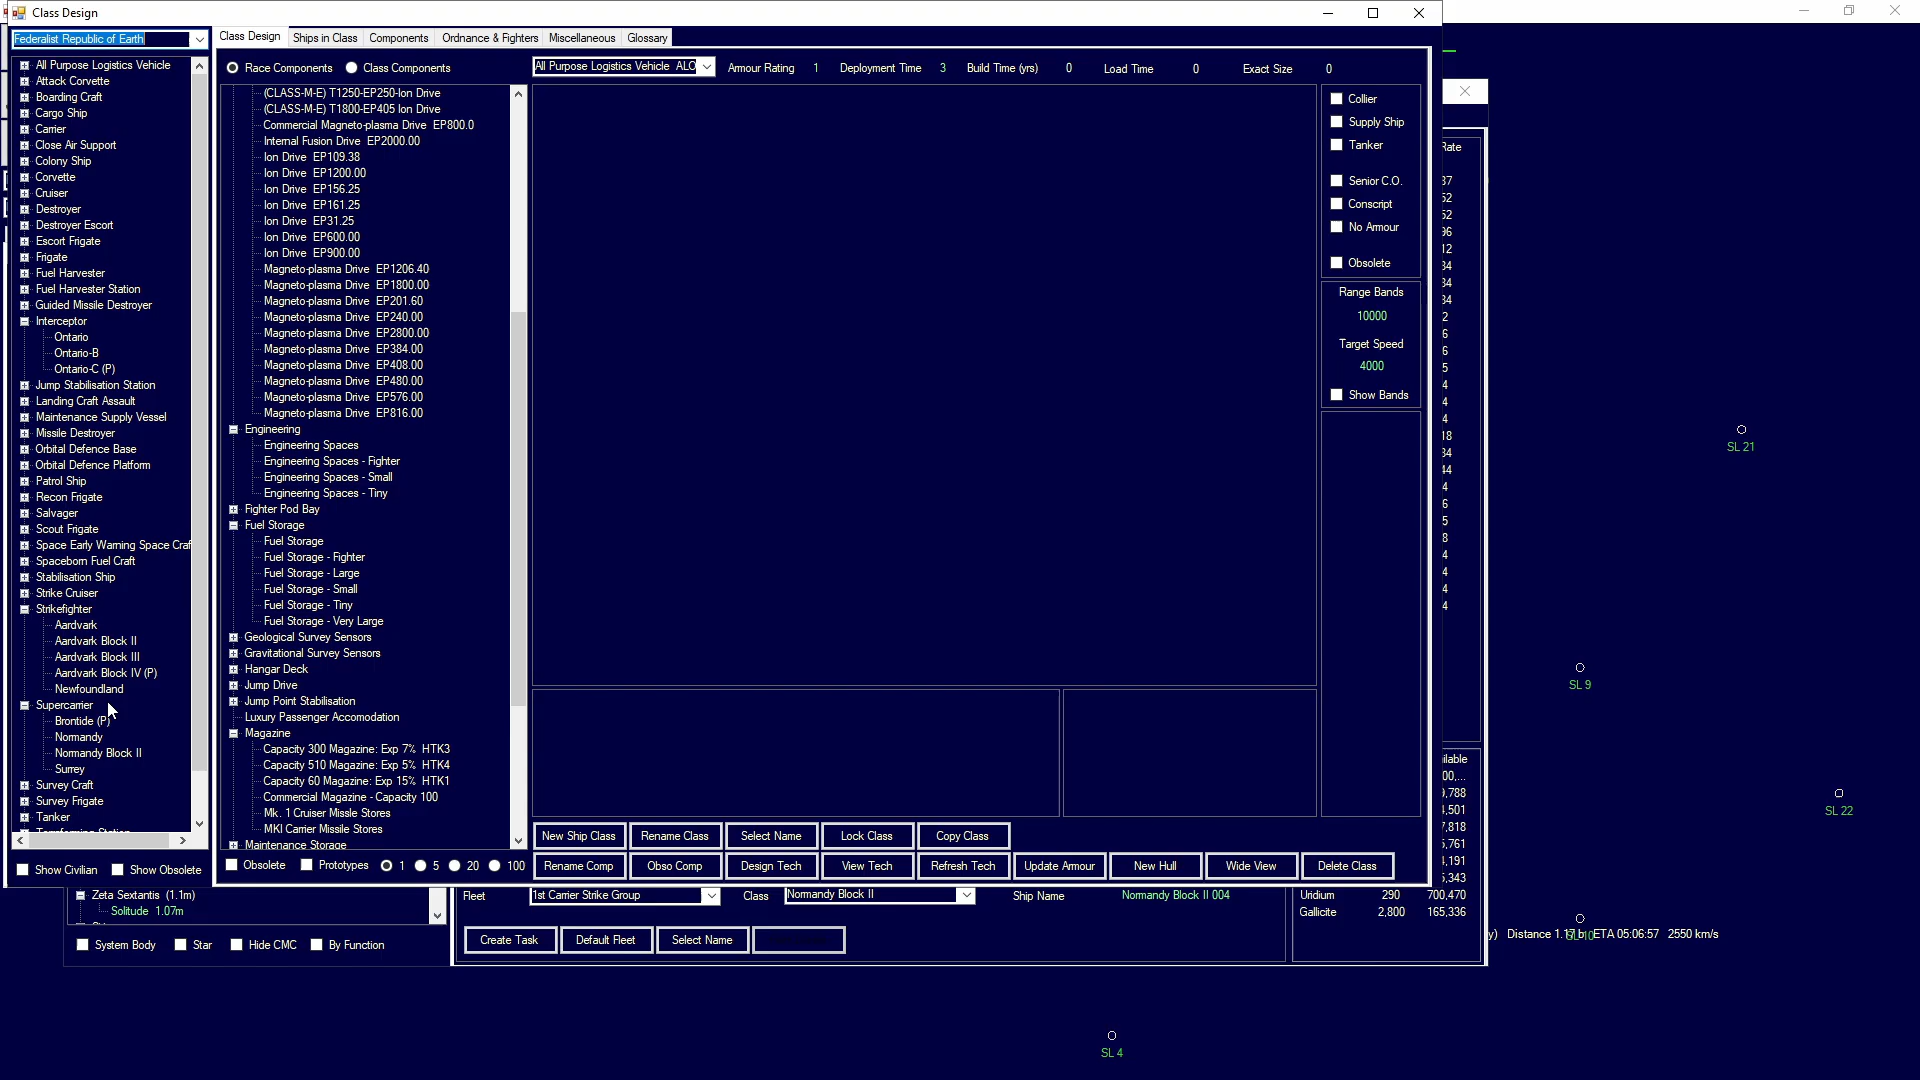 Class Design
Federalist Republic of Earth
All Purpose Logistics Vehicle
Attack Corvette
Boarding Craft
Cargo Ship
Carrier
Close Air Support
Colony Ship
Corvette
Cruiser
Destroyer
Destroyer Escort
Escort Frigate
Frigate
Fuel Harvester
Fuel Harvester Station
Guided Missile Destroyer
Interceptor
Ontario
Ontario-B
Ontario-C (P)
Jump Stabilisation Station
Landing Craft Assault
Maintenance Supply Vessel
Missile Destroyer
Orbital Defence Base
Orbital Defence Platform
Patrol Ship
Recon Frigate
Salvager
Scout Frigate
Space Early Warning Space Craf
Spaceborn Fuel Craft
Stabilisation Ship
Strike Cruiser
Strikefighter
Aardvark
Aardvark Block II
Aardvark Block III
Aardvark Block IV (P)
Newfoundland
Supercarrier
Brontide (P)
Normandy
Normandy Block II
Surrey
Survey Craft
Survey Frigate
Tanker
Show Civilian Show Obsolete
Class Design Ships in Class Components Ordnance & Fighters Miscellaneous Glossary
Race Components Class Components
(CLASS-M-E) T1250-EP250-Ion Drive
(CLASS-M-E) T1800-EP405 Ion Drive
Commercial Magneto-plasma Drive EP800.0
Internal Fusion Drive EP2000.00
Ion Drive EP109.38
Ion Drive EP1200.00
Ion Drive EP156.25
Ion Drive EP161.25
Ion Drive EP31.25
Ion Drive EP600.00
Ion Drive EP900.00
Magneto-plasma Drive EP1206.40
Magneto-plasma Drive EP1800.00
Magneto-plasma Drive EP201.60
Magneto-plasma Drive EP240.00
Magneto-plasma Drive EP2800.00
Magneto-plasma Drive EP384.00
Magneto-plasma Drive EP408.00
Magneto-plasma Drive EP480.00
Magneto-plasma Drive EP576.00
Magneto-plasma Drive EP816.00
Engineering
Engineering Spaces
Engineering Spaces - Fighter
Engineering Spaces - Small
Engineering Spaces - Tiny
Fighter Pod Bay
Fuel Storage
Fuel Storage
Fuel Storage - Fighter
Fuel Storage - Large
Fuel Storage - Small
Fuel Storage - Tiny
Fuel Storage - Very Large
Geological Survey Sensors
Gravitational Survey Sensors
Hangar Deck
Jump Drive
Jump Point Stabilisation
Luxury Passenger Accomodation
Magazine
Capacity 300 Magazine: Exp 7% HTK3
Capacity 510 Magazine: Exp 5% HTK4
Capacity 60 Magazine: Exp 15% HTK1
Commercial Magazine - Capacity 100
Mk. 1 Cruiser Missle Stores
MKI Carrier Missile Stores
Maintenance Storage
Obsolete Prototypes 1 5 20 100
All Purpose Logistics Vehicle ALO Armour Rating 1 Deployment Time 3 Build Time (yrs) 0 Load Time 0 Exact Size 0
Collier
Supply Ship
Tanker
Senior C.O.
Conscript
No Armour
Obsolete
Range Bands
10000
Target Speed
4000
Show Bands
New Ship Class Rename Class Select Name Lock Class Copy Class
Rename Comp Obso Comp Design Tech View Tech Refresh Tech Update Armour New Hull Wide View Delete Class
Zeta Sextantis (1.1m)
Solitude 1.07m
System Body Star Hide CMC By Function
Fleet 1st Carrier Strike Group Class Normandy Block II Ship Name Normandy Block II 004
Create Task Default Fleet Select Name
Uridium 290 700,470
Gallicite 2,800 165,336
Distance ETA 05:06:57 2550 km/s
SL 21
SL 9
SL 22
SL 10
SL 4